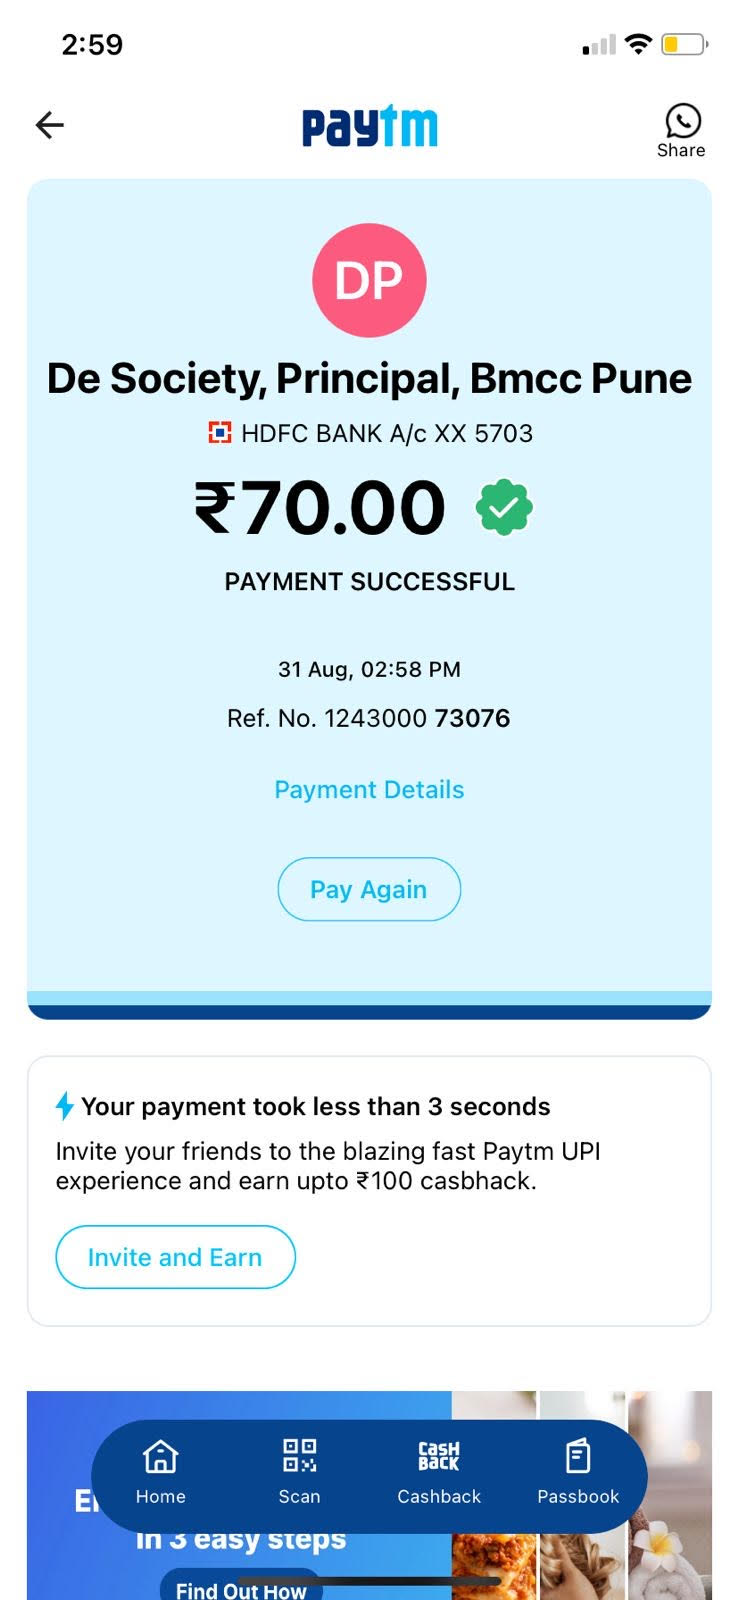 2:59
paytm
Share
DP
De Society, Principal, Bmcc Pune
HDFC BANK A/c XX 5703
₹70.00
PAYMENT SUCCESSFUL
31 Aug, 02:58 PM
Ref. No. 1243000 73076
Payment Details
Pay Again
Your payment took less than 3 seconds
Invite your friends to the blazing fast Paytm UPI
experience and earn upto ₹100 casbhack.
Invite and Earn
CASH
BACK
Home
Scan
Cashback
Passbook
in 3 easy steps
Find Out How